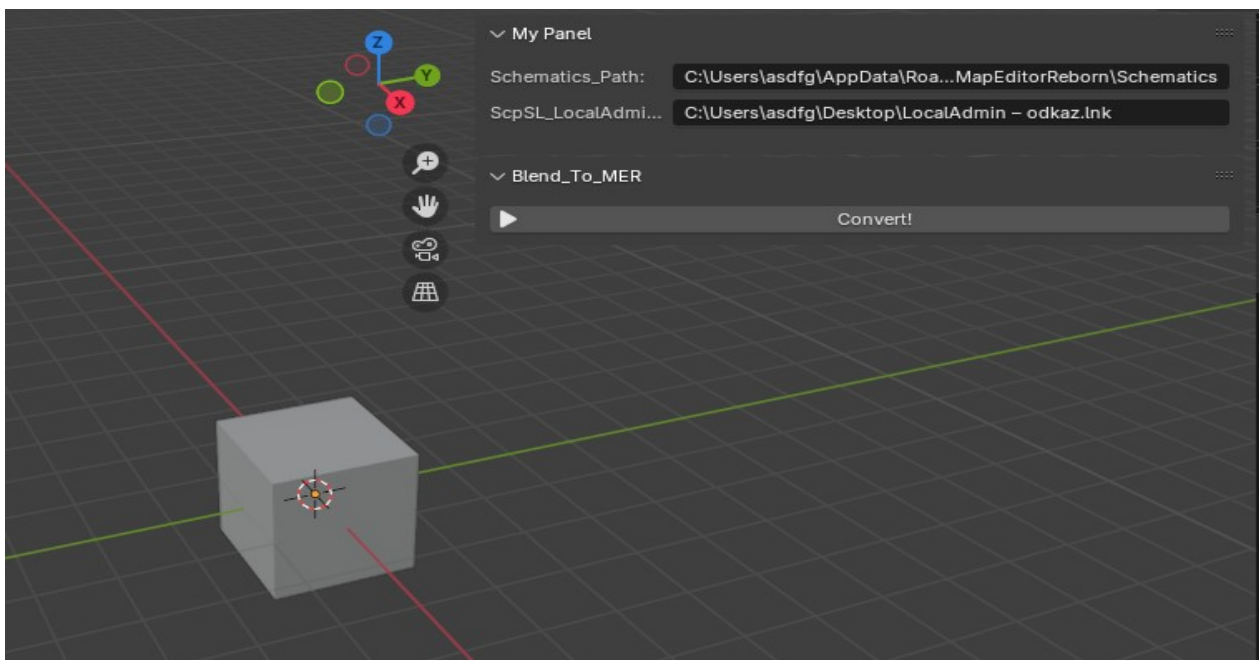 My Panel
Schematics_Path: C:\Users\asdfg\AppData\Roa...MapEditorReborn\Schematics
ScpSL_LocalAdmi... C:\Users\asdfg\Desktop\LocalAdmin – odkaz.lnk
Blend_To_MER
Convert!
Z
Y
X